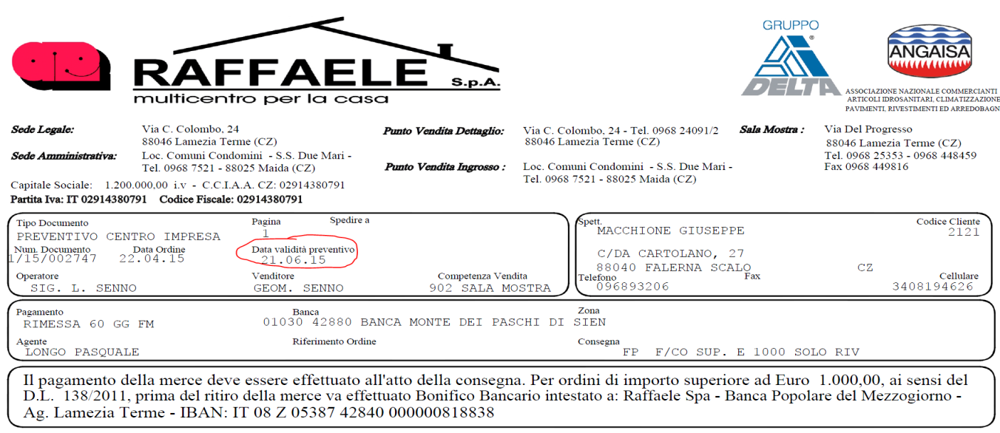 RAFFAELE S.p.A.
multicentro per la casa
GRUPPO
DELTA
ANGAISA
ASSOCIAZIONE NAZIONALE COMMERCIANTI
ARTICOLI IDROSANITARI, CLIMATIZZAZIONE
PAVIMENTI, RIVESTIMENTI ED ARREDOBAGN
Sede Legale: Via C. Colombo, 24
88046 Lamezia Terme (CZ)
Sede Amministrativa: Loc. Comuni Condomini - S.S. Due Mari -
Tel. 0968 7521 - 88025 Maida (CZ)
Punto Vendita Dettaglio: Via C. Colombo, 24 - Tel. 0968 24091/2
88046 Lamezia Terme (CZ)
Punto Vendita Ingrosso : Loc. Comuni Condomini - S.S. Due Mari -
Tel. 0968 7521 - 88025 Maida (CZ)
Sala Mostra : Via Del Progresso
88046 Lamezia Terme (CZ)
Tel. 0968 25353 - 0968 448459
Fax 0968 449816
Capitale Sociale: 1.200.000,00 i.v - C.C.I.A.A. CZ: 02914380791
Partita Iva: IT 02914380791 Codice Fiscale: 02914380791
Tipo Documento Pagina Spedire a
PREVENTIVO CENTRO IMPRESA 1
Num. Documento Data Ordine Data validità preventivo
1/15/002747 22.04.15 21.06.15
Operatore Venditore Competenza Vendita
SIG. L. SENNO GEOM. SENNO 902 SALA MOSTRA
Spett. Codice Cliente
MACCHIONE GIUSEPPE 2121
C/DA CARTOLANO, 27
88040 FALERNA SCALO CZ
Telefono Fax Cellulare
096893206 3408194626
Pagamento Banca Zona
RIMESSA 60 GG FM 01030 42880 BANCA MONTE DEI PASCHI DI SIEN
Agente Riferimento Ordine Consegna
LONGO PASQUALE FP F/CO SUP. E 1000 SOLO RIV
Il pagamento della merce deve essere effettuato all'atto della consegna. Per ordini di importo superiore ad Euro 1.000,00, ai sensi del
D.L. 138/2011, prima del ritiro della merce va effettuato Bonifico Bancario intestato a: Raffaele Spa - Banca Popolare del Mezzogiorno -
Ag. Lamezia Terme - IBAN: IT 08 Z 05387 42840 000000818838